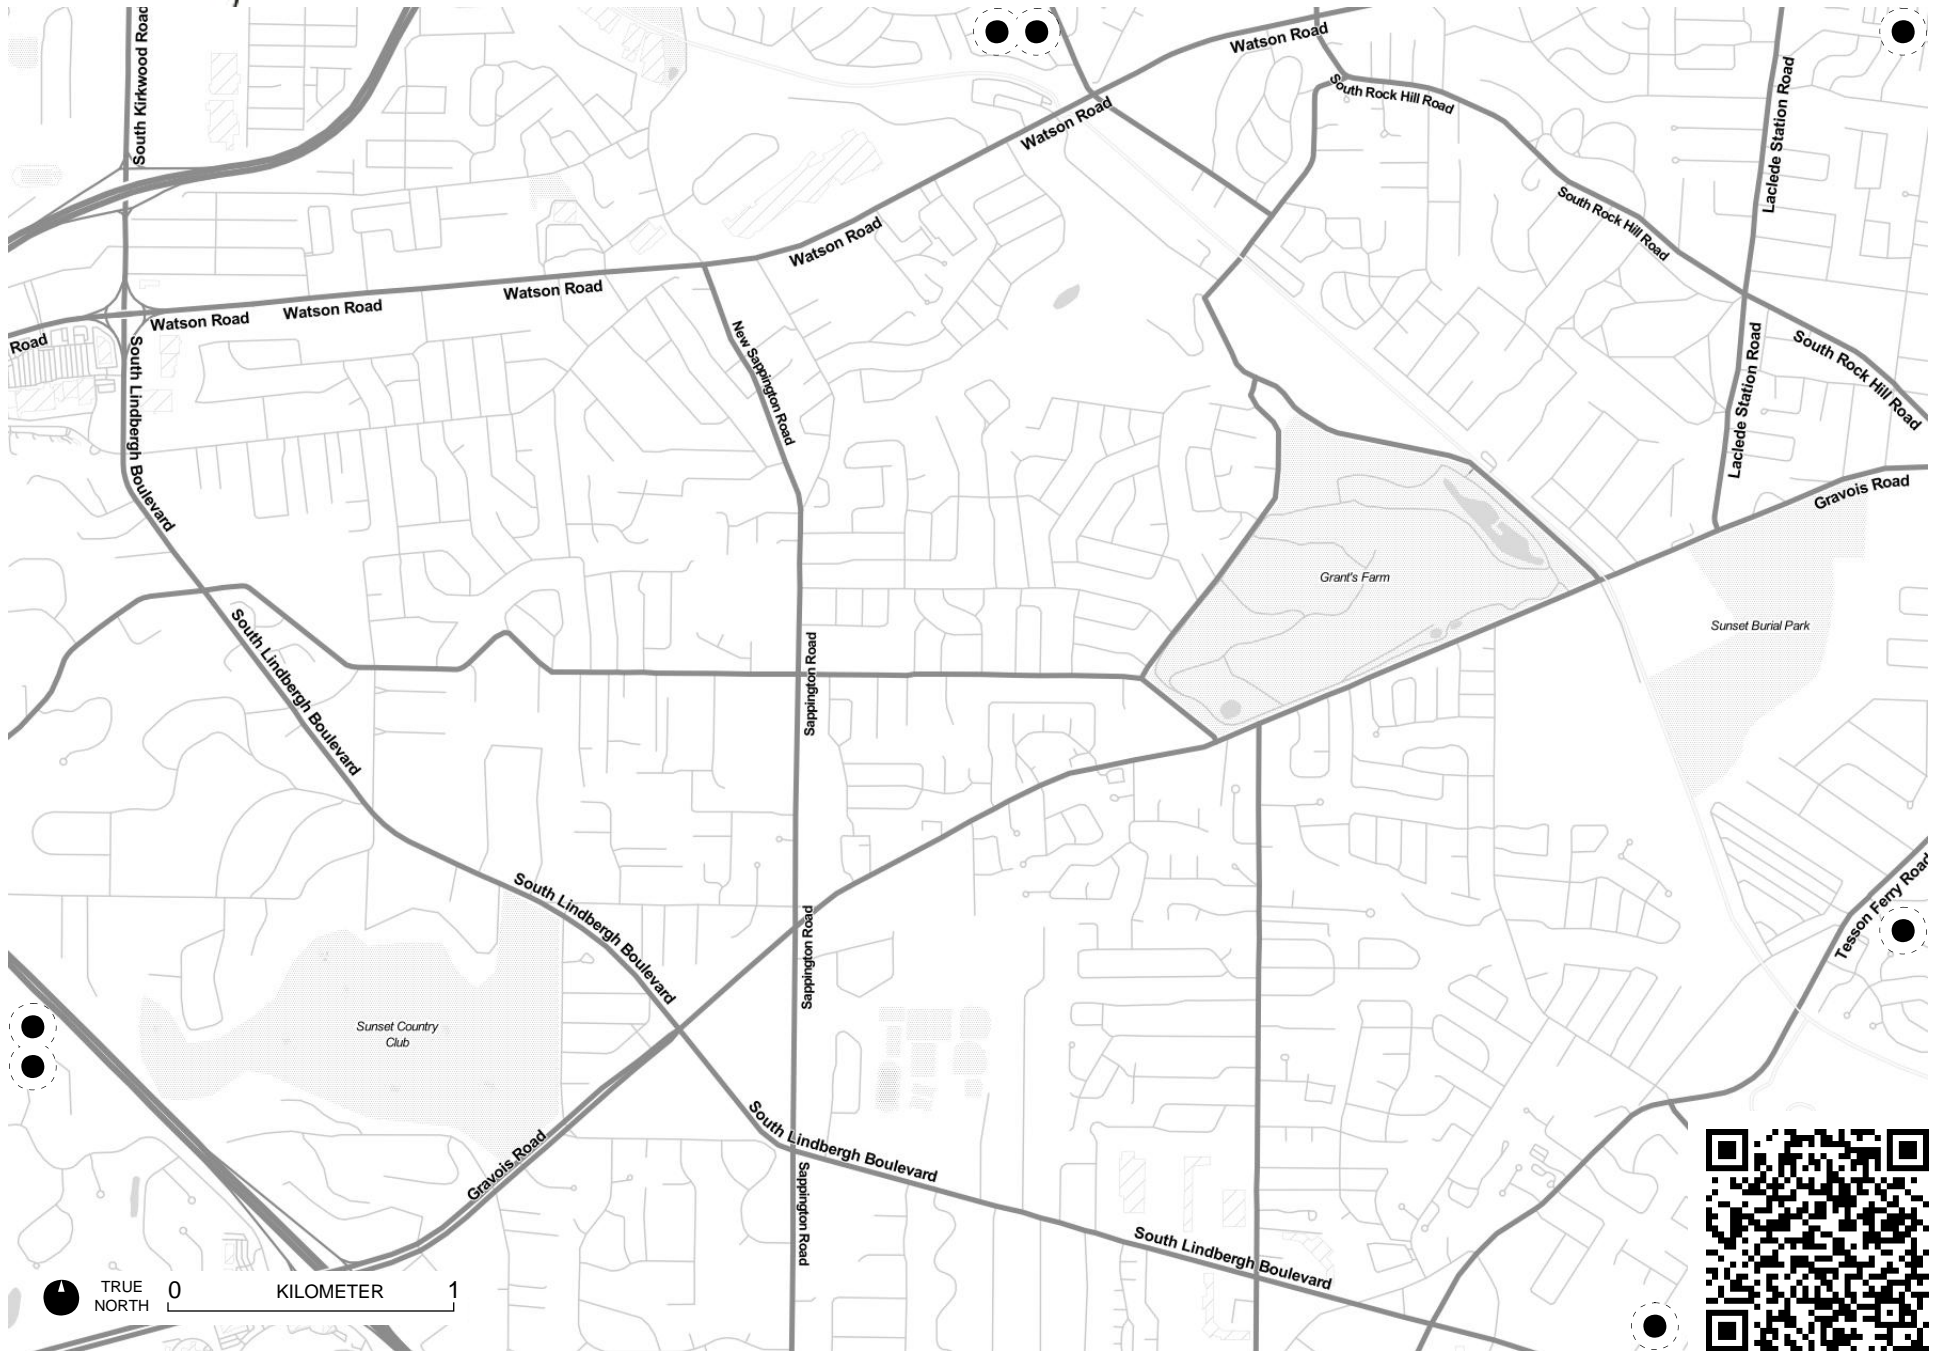 South Kirkwood Road
Watson Road
South Rock Hill Road
Laclede Station Road
Watson Road
South Rock Hill Road
Watson Road
Watson Road
Watson Road
Watson Road
Road
South Lindbergh Boulevard
New Sappington Road
Laclede Station Road
South Rock Hill Road
Gravois Road
Grant's Farm
Sunset Burial Park
South Lindbergh Boulevard
Sappington Road
South Lindbergh Boulevard
Sappington Road
Tesson Ferry Road
Sunset Country
Club
Gravois Road
South Lindbergh Boulevard
Sappington Road
South Lindbergh Boulevard
TRUE
NORTH
0 KILOMETER 1